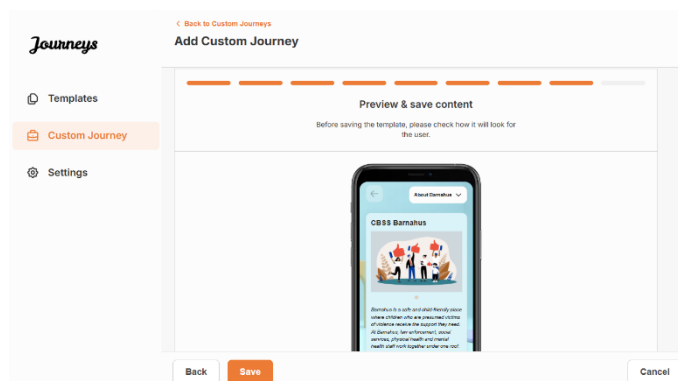 < Back to Custom Journeys
Journeys
Add Custom Journey
Templates
Custom Journey
Settings
Preview & save content
Before saving the template, please check how it will look for
the user.
About Barnahus
CBSS Barnahus
Barnahus is a safe and child-friendly place
where children who are presumed victims
of violence receive the support they need.
At Barnahus, law enforcement, social
services, physical health and mental
health staff work together under one roof.
Back
Save
Cancel